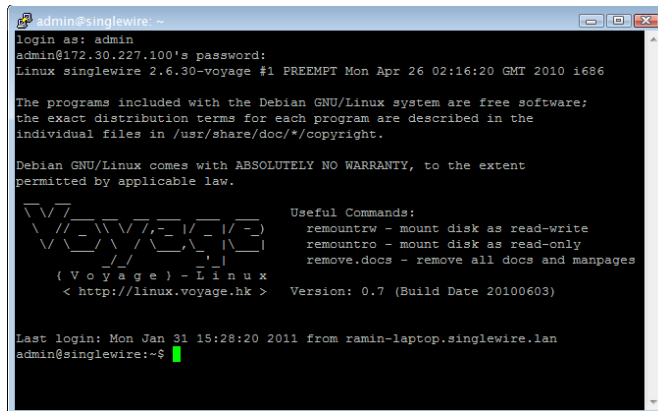 admin@singlewire: ~
login as: admin
admin@172.30.227.100's password:
Linux singlewire 2.6.30-voyage #1 PREEMPT Mon Apr 26 02:16:20 GMT 2010 i686
The programs included with the Debian GNU/Linux system are free software;
the exact distribution terms for each program are described in the
individual files in /usr/share/doc/*/copyright.
Debian GNU/Linux comes with ABSOLUTELY NO WARRANTY, to the extent
permitted by applicable law.
Voyage
{ V o y a g e } - L i n u x
< http://linux.voyage.hk >
Useful Commands:
remountrw - mount disk as read-write
remountro - mount disk as read-only
remove.docs - remove all docs and manpages
Version: 0.7 (Build Date 20100603)
Last login: Mon Jan 31 15:28:20 2011 from ramin-laptop.singlewire.lan
admin@singlewire:~$